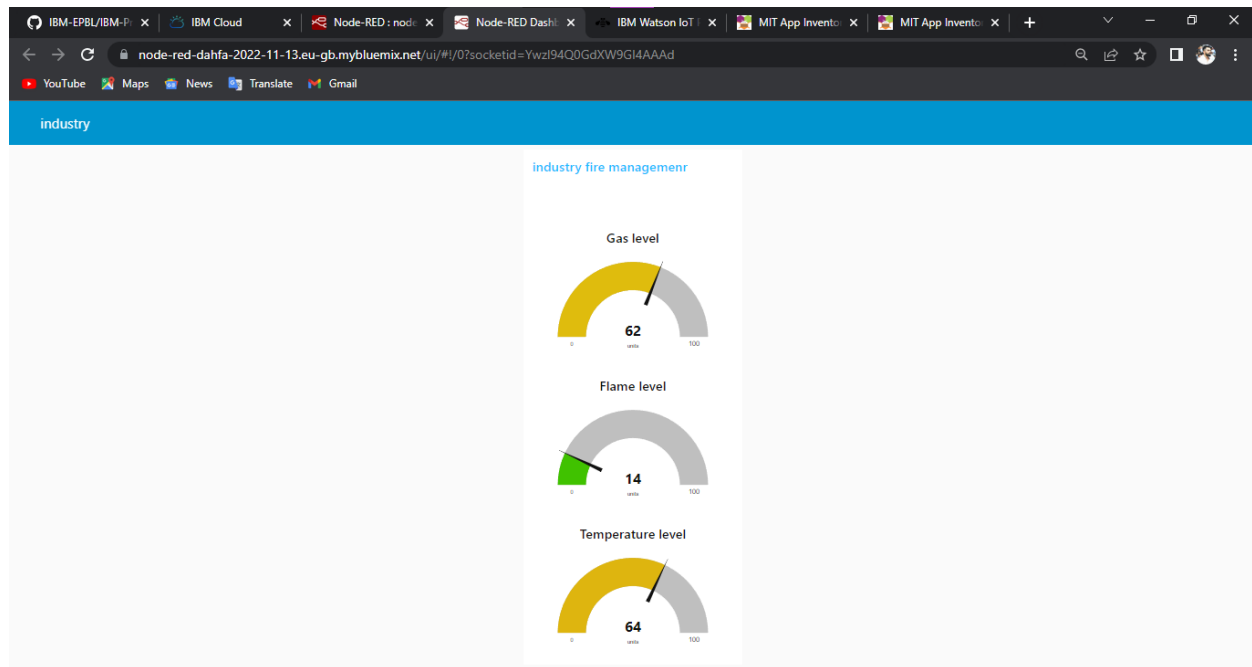 IBM-EPBL/IBM-P
IBM Cloud
Node-RED : node
Node-RED Dashb
IBM Watson IoT P
MIT App Invento
MIT App Invento
node-red-dahfa-2022-11-13.eu-gb.mybluemix.net/ui/#!/0?socketid=YwzI94Q0GdXW9GI4AAAd
YouTube
Maps
News
Translate
Gmail
industry
industry fire managemenr
Gas level
62
units
0
100
Flame level
14
units
0
100
Temperature level
64
units
0
100